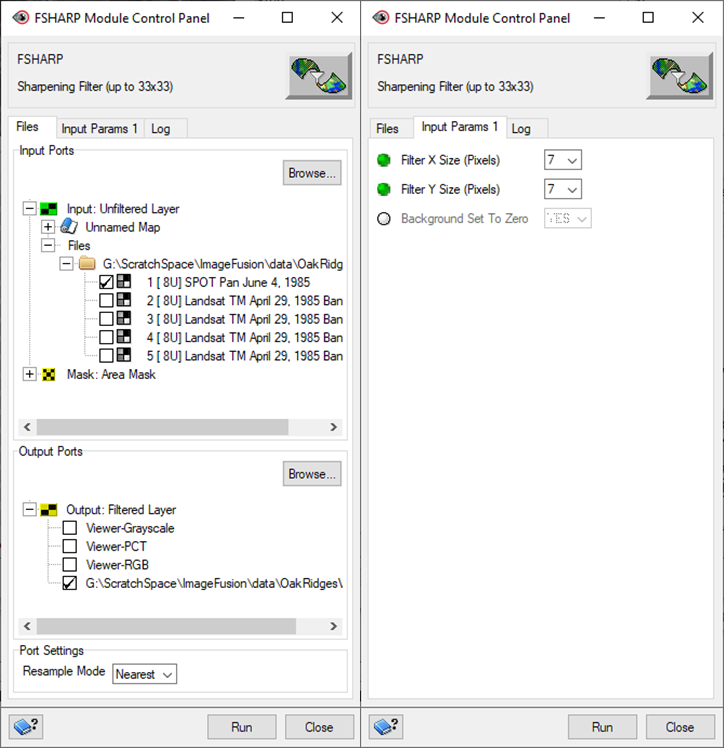 FSHARP Module Control Panel
FSHARP
Sharpening Filter (up to 33x33)
Files Input Params 1 Log
Input Ports
Browse...
Input: Unfiltered Layer
Unnamed Map
Files
G:\ScratchSpace\ImageFusion\data\OakRidg
1 [ 8U] SPOT Pan June 4, 1985
2 [ 8U] Landsat TM April 29, 1985 Ban
3 [ 8U] Landsat TM April 29, 1985 Ban
4 [ 8U] Landsat TM April 29, 1985 Ban
5 [ 8U] Landsat TM April 29, 1985 Ban
Mask: Area Mask
Output Ports
Browse...
Output: Filtered Layer
Viewer-Grayscale
Viewer-PCT
Viewer-RGB
G:\ScratchSpace\ImageFusion\data\OakRidges\
Port Settings
Resample Mode Nearest
? Run Close
FSHARP Module Control Panel
FSHARP
Sharpening Filter (up to 33x33)
Files Input Params 1 Log
Filter X Size (Pixels) 7
Filter Y Size (Pixels) 7
Background Set To Zero YES
? Run Close